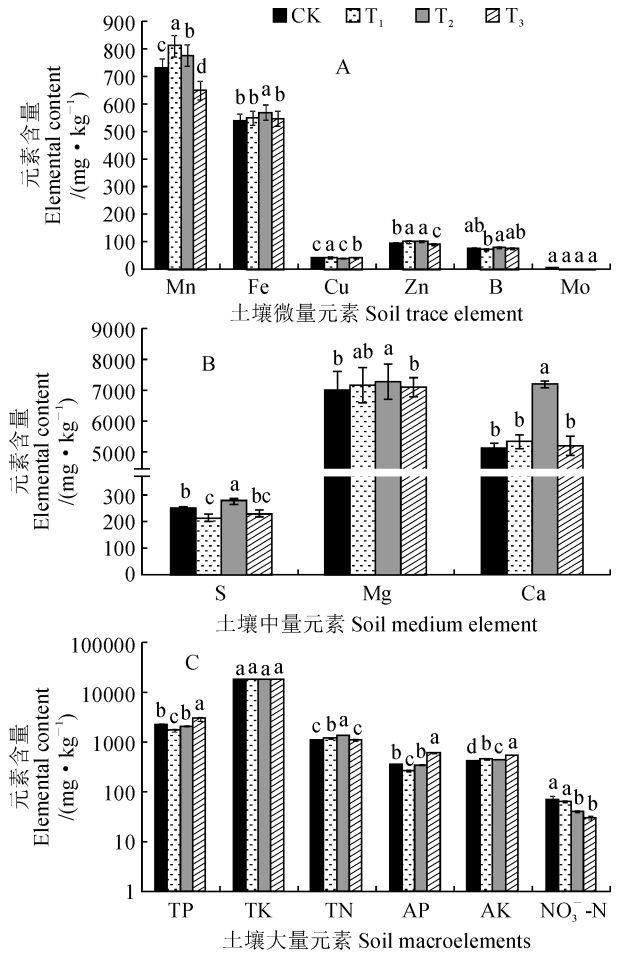 CK T₁ T₂ T₃
A
元素含量
Elemental content
/(mg·kg⁻¹)
900
800
700
600
500
400
300
200
100
0
c a b d
b b a b
c a c b
b a a c
ab b a ab
a a a a
Mn Fe Cu Zn B Mo
土壤微量元素 Soil trace element
B
元素含量
Elemental content
/(mg·kg⁻¹)
9000
8000
7000
6000
5000
300
200
100
0
b c a bc
b ab a b
b b a b
S Mg Ca
土壤中量元素 Soil medium element
C
元素含量
Elemental content
/(mg·kg⁻¹)
100000
10000
1000
100
10
1
b c b a
a a a a
c b a c
b c b a
d b c a
a a b b
TP TK TN AP AK NO₃⁻-N
土壤大量元素 Soil macroelements